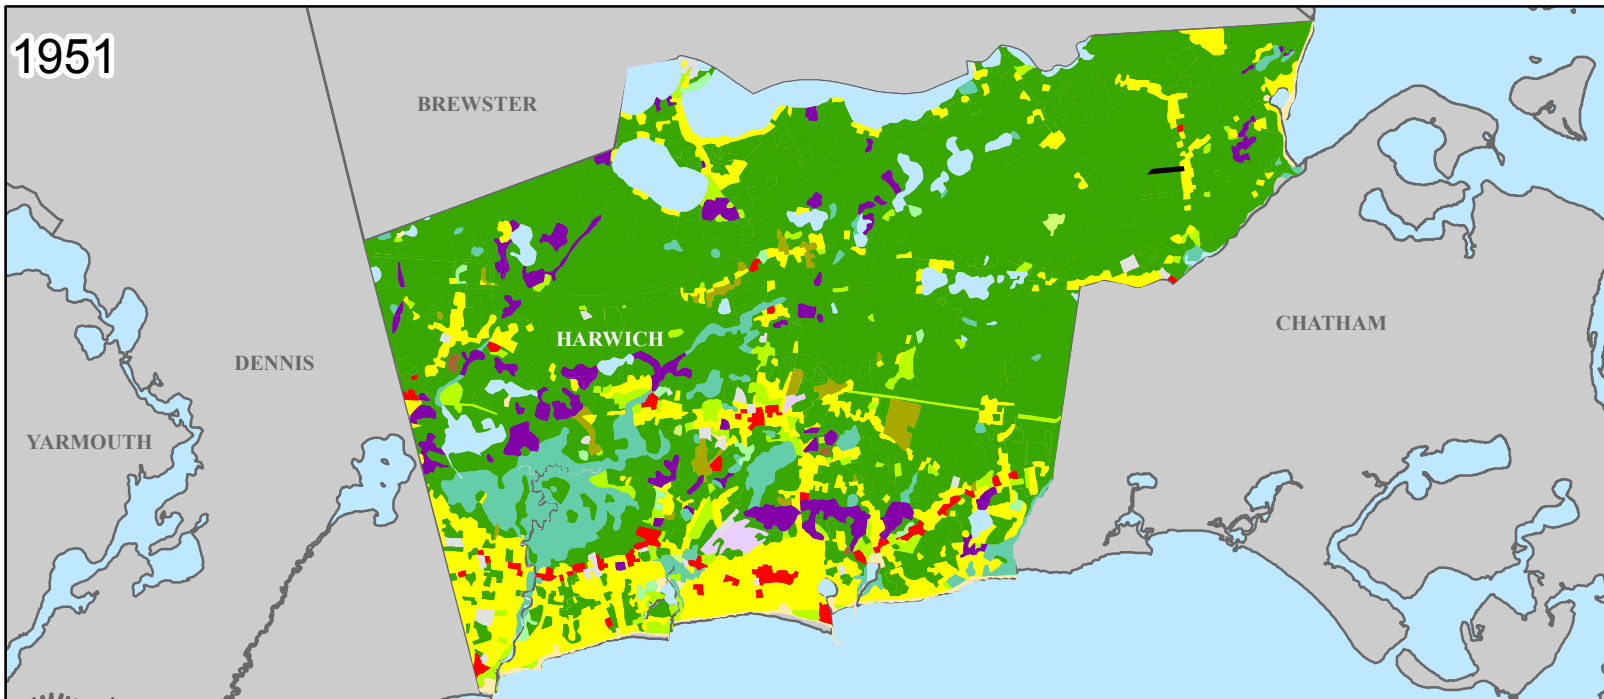 1951
BREWSTER
CHATHAM
HARWICH
DENNIS
YARMOUTH